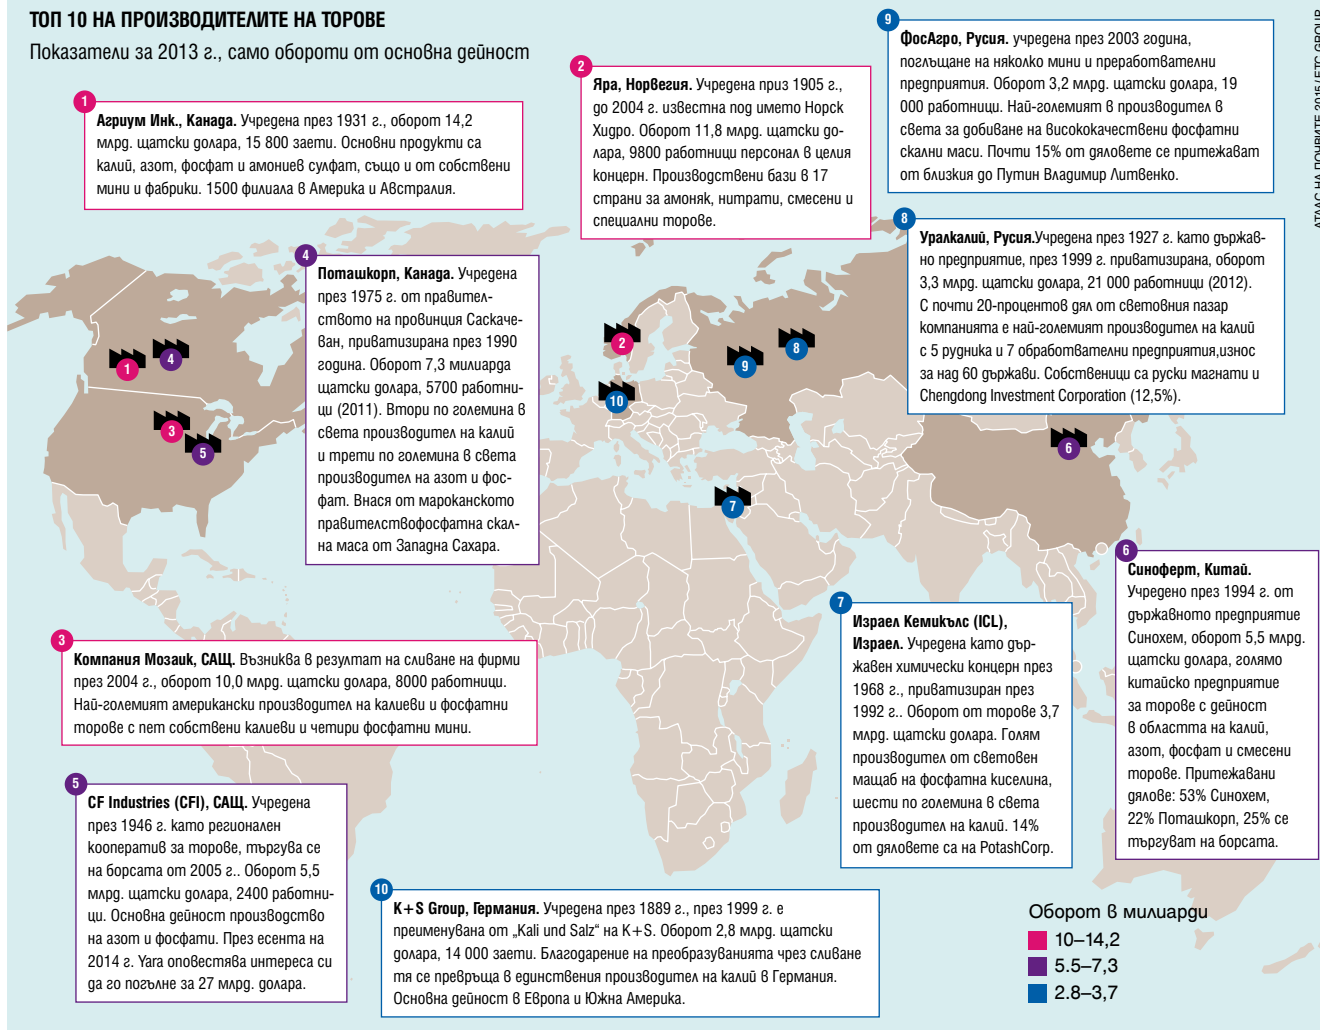 ТОП 10 НА ПРОИЗВОДИТЕЛИТЕ НА ТОРОВЕ
Показатели за 2013 г., само обороти от основна дейност
1
Агриум Инк., Канада. Учредена през 1931 г., оборот 14,2
млрд. щатски долара, 15 800 заети. Основни продукти са
калий, азот, фосфат и амониев сулфат, също и от собствени
мини и фабрики. 1500 филиала в Америка и Австралия.
2
Яра, Норвегия. Учредена приз 1905 г.,
до 2004 г. известна под името Норск
Хидро. Оборот 11,8 млрд. щатски до-
лара, 9800 работници персонал в целия
концерн. Производствени бази в 17
страни за амоняк, нитрати, смесени и
специални торове.
9
ФосАгро, Русия. учредена през 2003 година,
поглъщане на няколко мини и преработвателни
предприятия. Оборот 3,2 млрд. щатски долара, 19
000 работници. Най-големият в производител в
света за добиване на висококачествени фосфатни
скални маси. Почти 15% от дяловете се притежават
от близкия до Путин Владимир Литвенко.
АТЛАС НА ПОЧВИТЕ 2015 / ETC GROUP
8
Уралкалий, Русия.Учредена през 1927 г. като държав-
но предприятие, през 1999 г. приватизирана, оборот
3,3 млрд. щатски долара, 21 000 работници (2012).
С почти 20-процентов дял от световния пазар
компанията е най-големият производител на калий
с 5 рудника и 7 обработвателни предприятия,износ
за над 60 държави. Собственици са руски магнати и
Chengdong Investment Corporation (12,5%).
4
Поташкорп, Канада. Учредена
през 1975 г. от правител-
ството на провинция Саскаче-
ван, приватизирана през 1990
година. Оборот 7,3 милиарда
щатски долара, 5700 работни-
ци (2011). Втори по големина в
света производител на калий
и трети по големина в света
производител на азот и фос-
фат. Внася от мароканското
правителствофосфатна скал-
на маса от Западна Сахара.
1
4
3
5
2
10
9
8
7
6
6
Синоферт, Китай.
Учредено през 1994 г. от
държавното предприятие
Синохем, оборот 5,5 млрд.
щатски долара, голямо
китайско предприятие
за торове с дейност
в областта на калий,
азот, фосфат и смесени
торове. Притежавани
дялове: 53% Синохем,
22% Поташкорп, 25% се
търгуват на борсата.
7
Израел Кемикълс (ICL),
Израел. Учредена като дър-
жавен химически концерн през
1968 г., приватизиран през
1992 г.. Оборот от торове 3,7
млрд. щатски долара. Голям
производител от световен
мащаб на фосфатна киселина,
шести по големина в света
производител на калий. 14%
от дяловете са на PotashCorp.
3
Компания Мозаик, САЩ. Възниква в резултат на сливане на фирми
през 2004 г., оборот 10,0 млрд. щатски долара, 8000 работници.
Най-големият американски производител на калиеви и фосфатни
торове с пет собствени калиеви и четири фосфатни мини.
5
CF Industries (CFI), САЩ. Учредена
през 1946 г. като регионален
кооператив за торове, търгува се
на борсата от 2005 г.. Оборот 5,5
млрд. щатски долара, 2400 работни-
ци. Основна дейност производство
на азот и фосфати. През есента на
2014 г. Yara оповестява интереса си
да го погълне за 27 млрд. долара.
10
K+S Group, Германия. Учредена през 1889 г., през 1999 г. е
преименувана от „Kali und Salz“ на K+S. Оборот 2,8 млрд. щатски
долара, 14 000 заети. Благодарение на преобразуванията чрез сливане
тя се превръща в единствения производител на калий в Германия.
Основна дейност в Европа и Южна Америка.
Оборот в милиарди
10–14,2
5.5–7,3
2.8–3,7